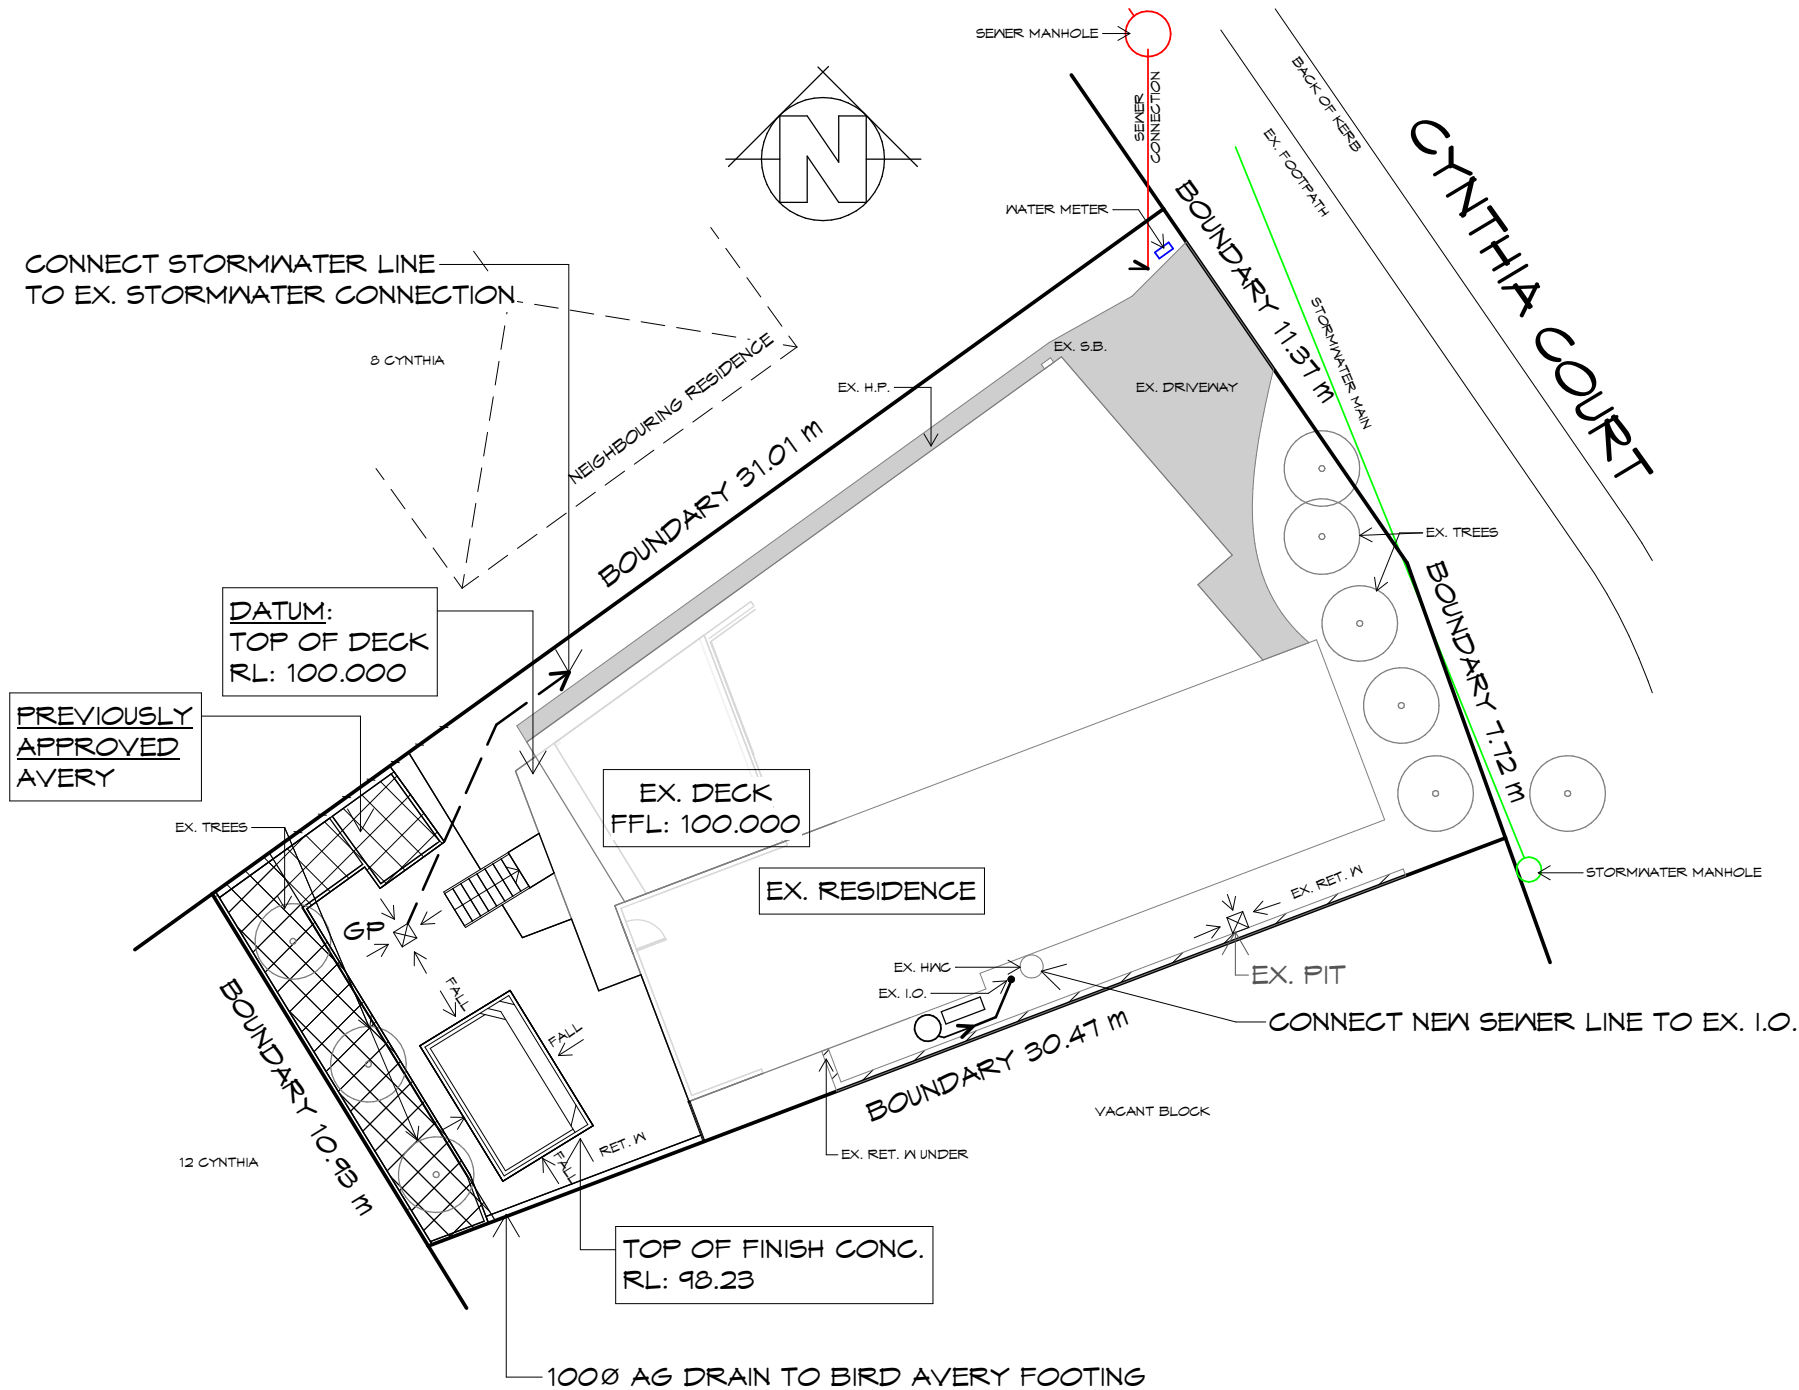 SEWER MANHOLE
SEWER
CONNECTION
BACK OF KERB
EX. FOOTPATH
CYNTHIA COURT
N
WATER METER
BOUNDARY 11.37 m
STORMWATER MAIN
CONNECT STORMWATER LINE
TO EX. STORMWATER CONNECTION
8 CYNTHIA
NEIGHBOURING RESIDENCE
EX. S.B.
EX. H.P.
EX. DRIVEWAY
BOUNDARY 31.01 m
EX. TREES
BOUNDARY 7.72 m
DATUM:
TOP OF DECK
RL: 100.000
PREVIOUSLY
APPROVED
AVERY
EX. DECK
FFL: 100.000
EX. TREES
EX. RESIDENCE
STORMWATER MANHOLE
EX. RET. W
GP
EX. HWC
EX. I.O.
EX. PIT
FALL
FALL
CONNECT NEW SEWER LINE TO EX. I.O.
BOUNDARY 10.93 m
BOUNDARY 30.47 m
VACANT BLOCK
RET. W
FALL
EX. RET. W UNDER
12 CYNTHIA
TOP OF FINISH CONC.
RL: 98.23
100Ø AG DRAIN TO BIRD AVERY FOOTING